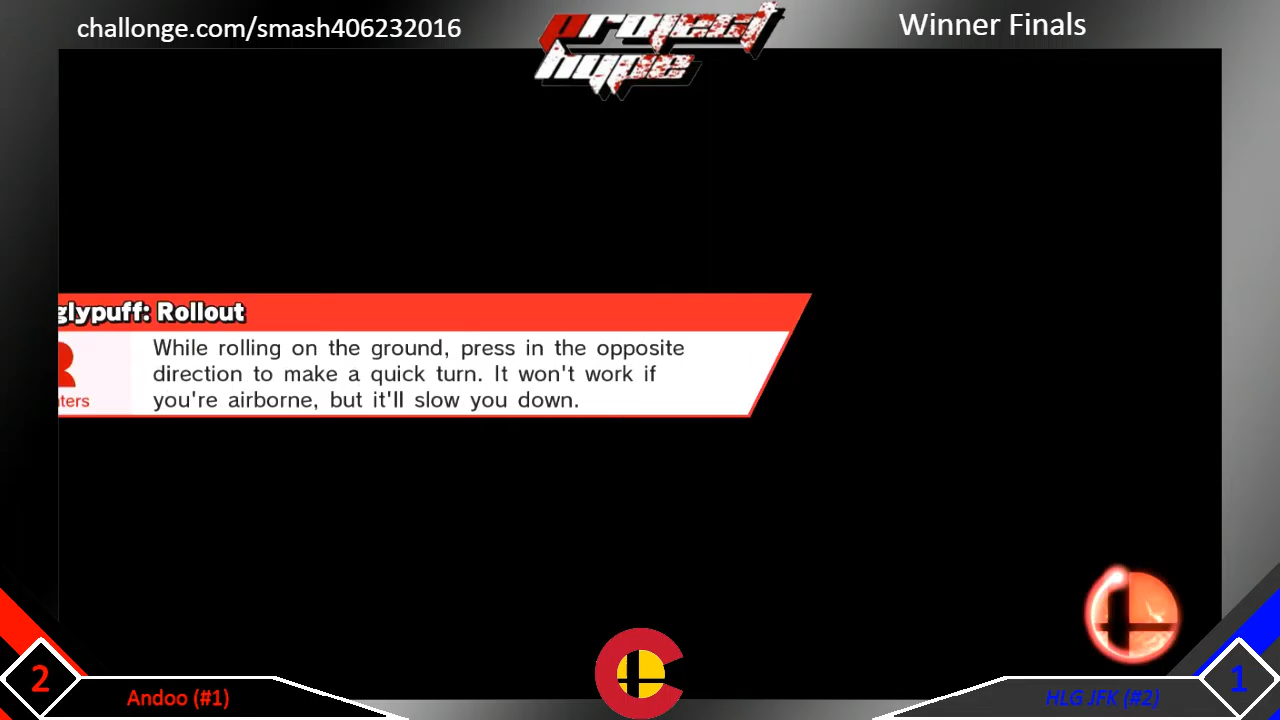 challonge.com/smash406232016
project
hype
Winner Finals
glypuff: Rollout
While rolling on the ground, press in the opposite
direction to make a quick turn. It won't work if
you're airborne, but it'll slow you down.
ters
2
Andoo (#1)
HLG JFK (#2)
1